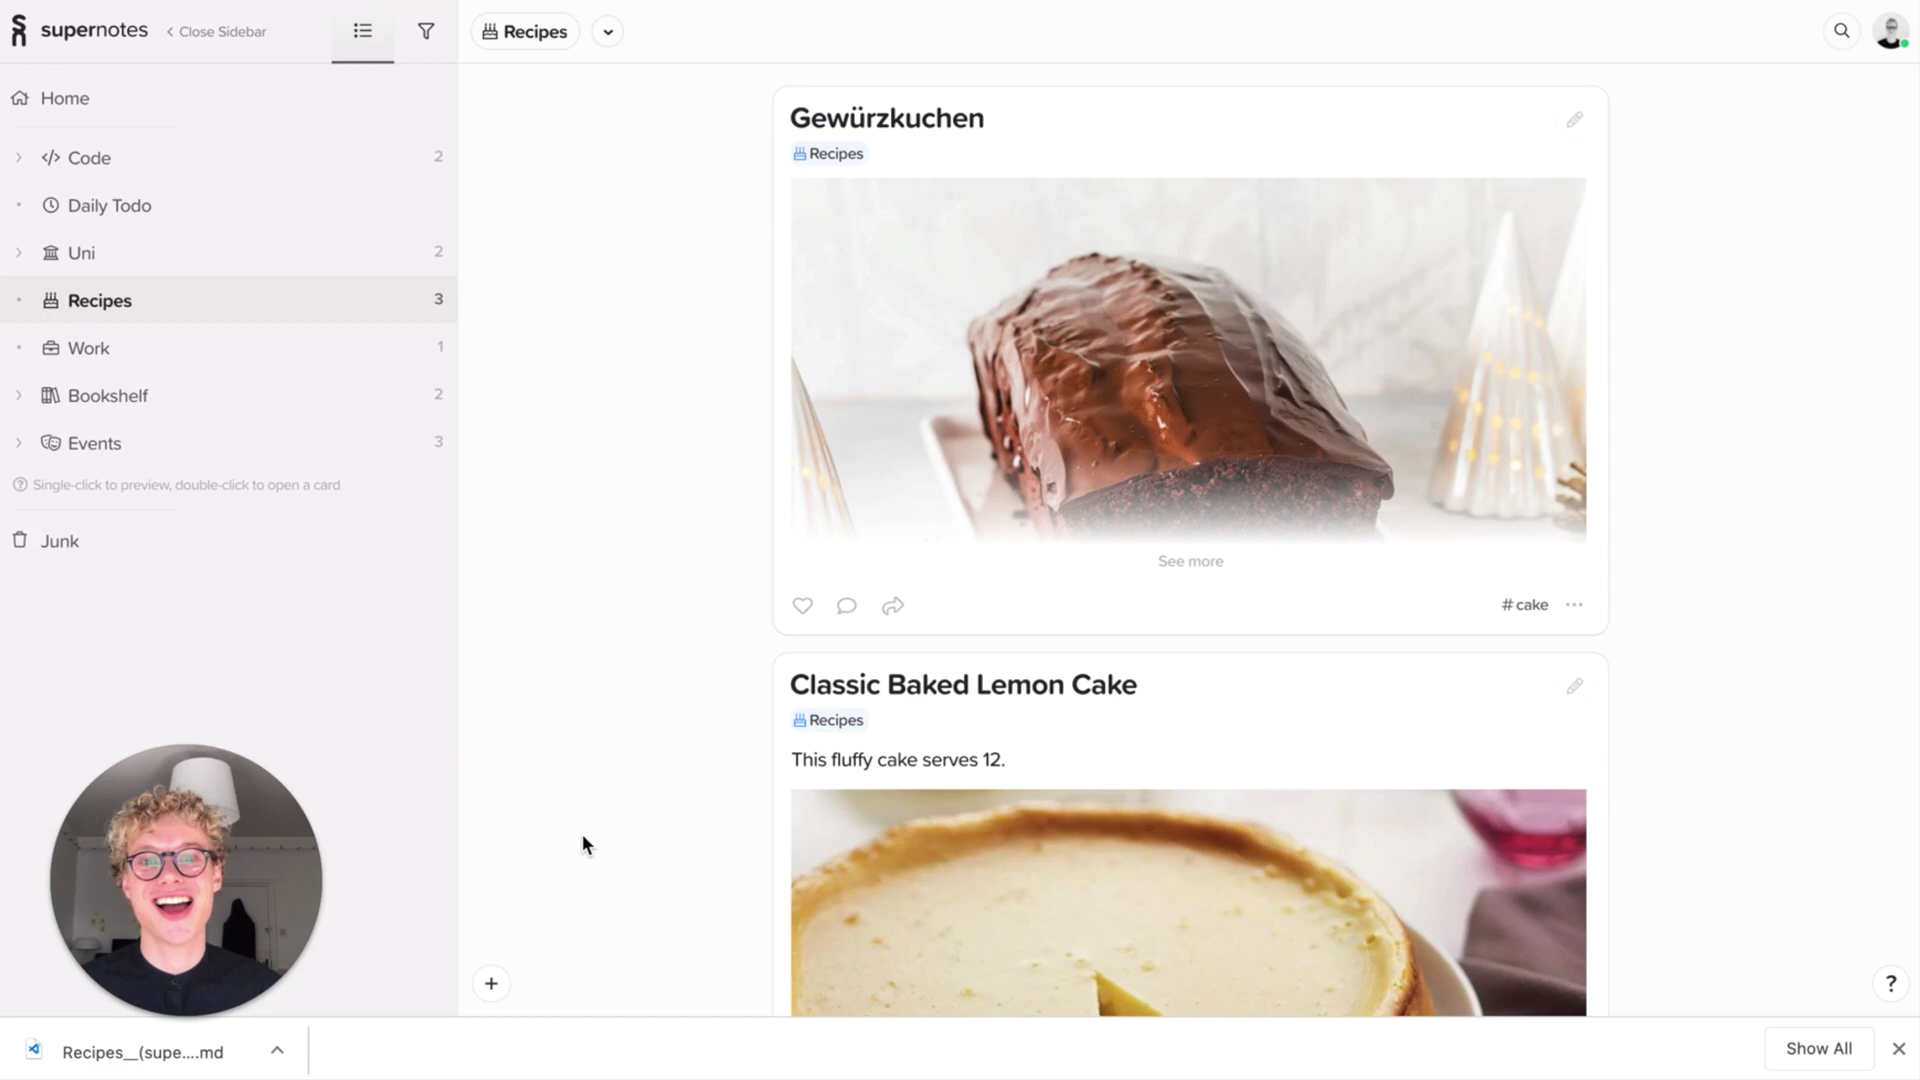 supernotes
Close Sidebar
Recipes
Home
Code 2
Daily Todo
Uni 2
Recipes 3
Work 1
Bookshelf 2
Events 3
Single-click to preview, double-click to open a card
Junk
Gewürzkuchen
Recipes
See more
# cake
Classic Baked Lemon Cake
Recipes
This fluffy cake serves 12.
+
?
Recipes__(supe....md
Show All